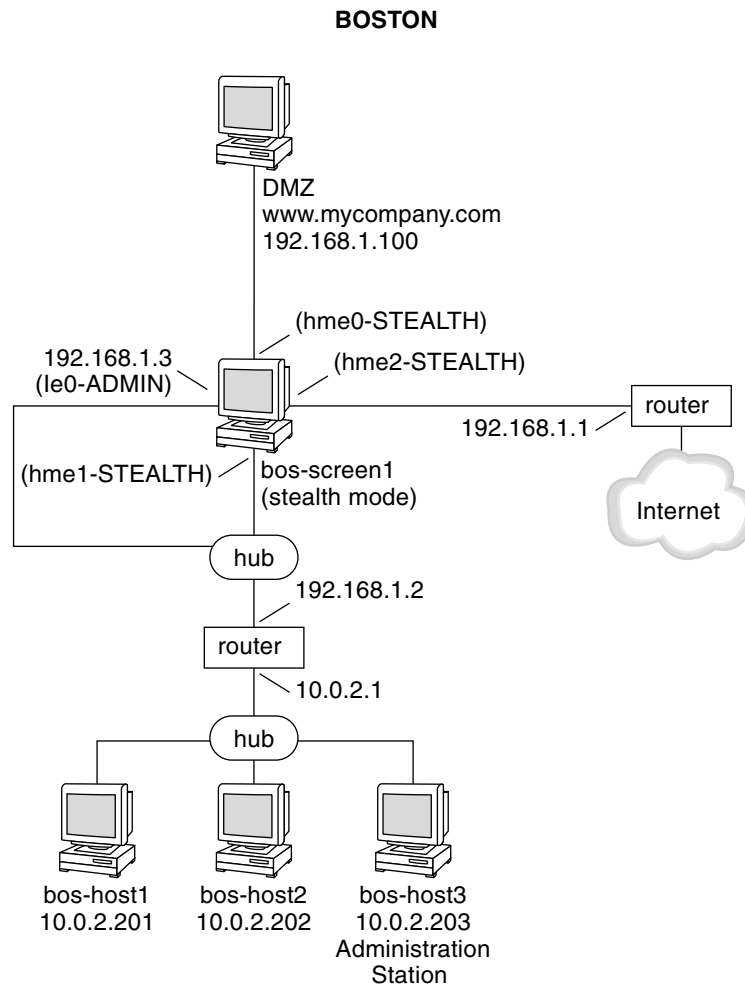 BOSTON
DMZ
www.mycompany.com
192.168.1.100
(hme0-STEALTH)
192.168.1.3
(le0-ADMIN)
(hme2-STEALTH)
router
192.168.1.1
(hme1-STEALTH)
bos-screen1
(stealth mode)
Internet
hub
192.168.1.2
router
10.0.2.1
hub
bos-host1
10.0.2.201
bos-host2
10.0.2.202
bos-host3
10.0.2.203
Administration
Station